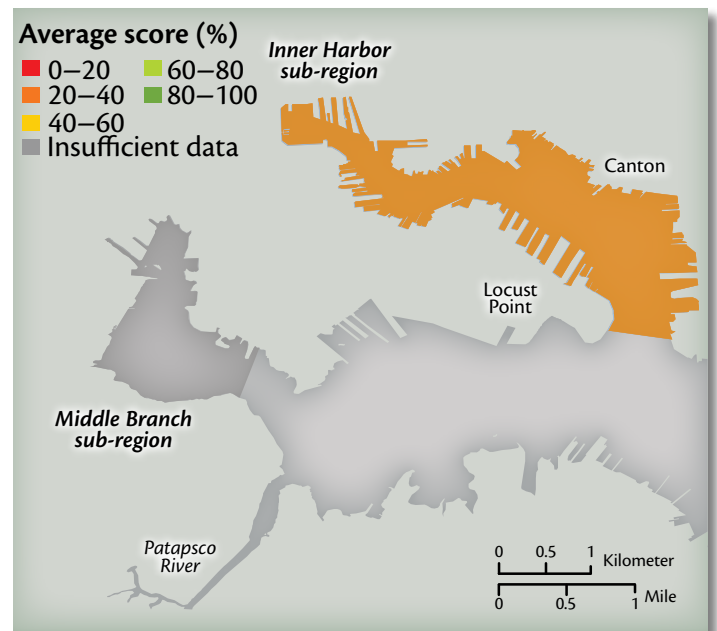 Average score (%)
0–20
60–80
20–40
80–100
40–60
Insufficient data
Inner Harbor
sub-region
Canton
Locust
Point
Middle Branch
sub-region
Patapsco
River
0 0.5 1 Kilometer
0 0.5 1 Mile